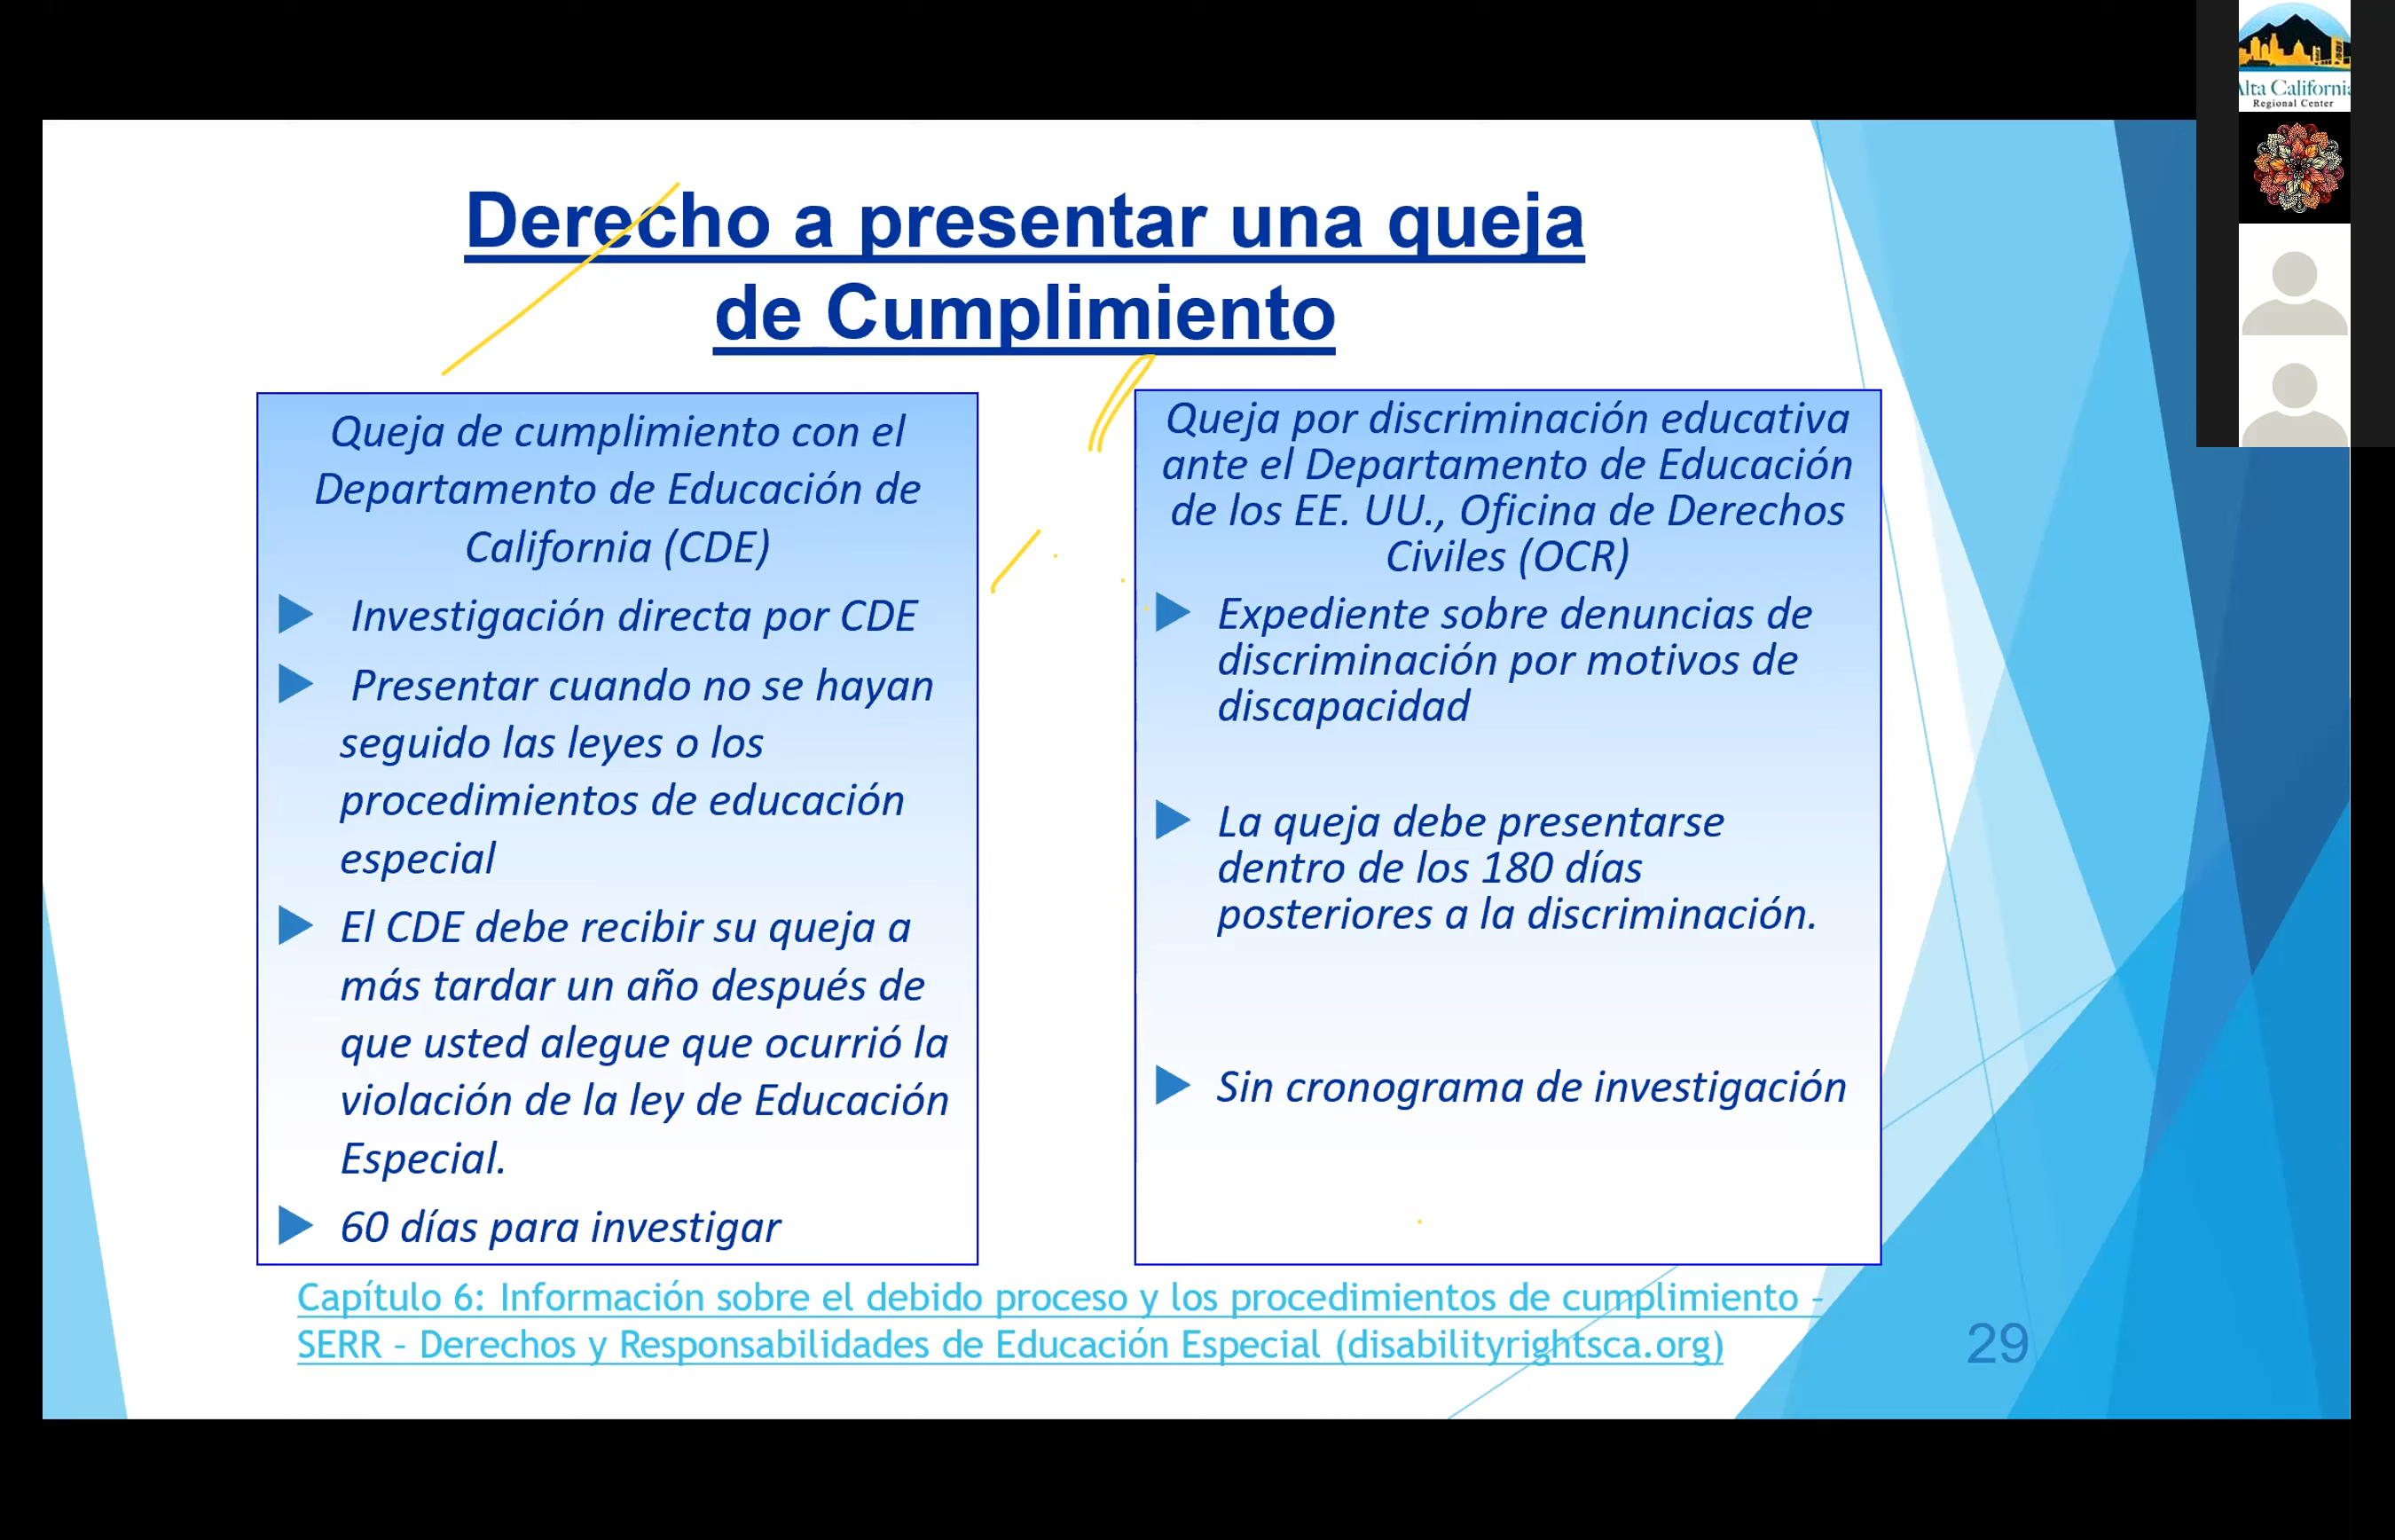 Alta California
Regional Center
Derecho a presentar una queja
de Cumplimiento
Queja de cumplimiento con el
Departamento de Educación de
California (CDE)
Investigación directa por CDE
Presentar cuando no se hayan
seguido las leyes o los
procedimientos de educación
especial
El CDE debe recibir su queja a
más tardar un año después de
que usted alegue que ocurrió la
violación de la ley de Educación
Especial.
60 días para investigar
Queja por discriminación educativa
ante el Departamento de Educación
de los EE. UU., Oficina de Derechos
Civiles (OCR)
Expediente sobre denuncias de
discriminación por motivos de
discapacidad
La queja debe presentarse
dentro de los 180 días
posteriores a la discriminación.
Sin cronograma de investigación
Capítulo 6: Información sobre el debido proceso y los procedimientos de cumplimiento -
SERR - Derechos y Responsabilidades de Educación Especial (disabilityrightsca.org)
29